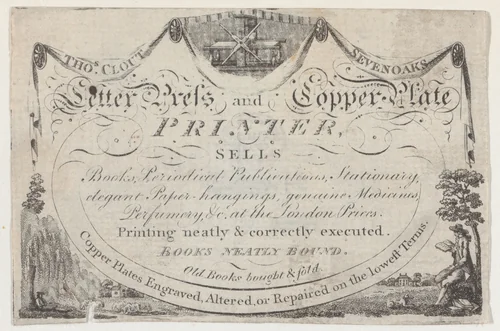 THOS. CLOUT
SEVENOAKS
Letter Press and Copper-Plate
PRINTER,
SELLS
Books, Periodical Publications, Stationary,
elegant Paper-hangings, genuine Medicines,
Perfumery, &c. at the London Prices.
Printing neatly & correctly executed.
BOOKS NEATLY BOUND.
Old Books bought & sold
Copper Plates Engraved, Altered, or Repaired on the lowest Terms.